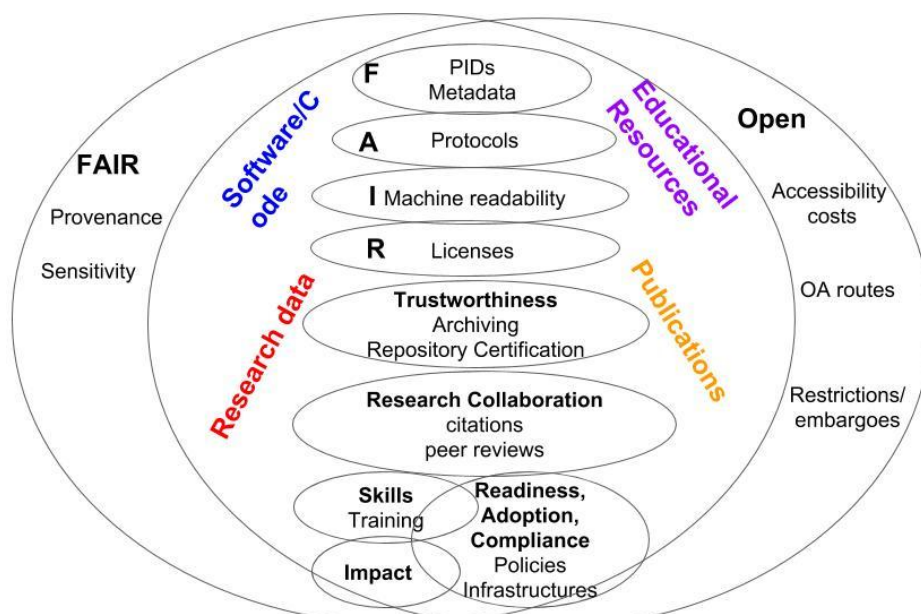 FAIR
Provenance
Sensitivity
Software/C
ode
Research data
F
PIDs
Metadata
A
Protocols
I
Machine readability
R
Licenses
Trustworthiness
Archiving
Repository Certification
Research Collaboration
citations
peer reviews
Skills
Training
Impact
Readiness,
Adoption,
Compliance
Policies
Infrastructures
Educational
Resources
Publications
Open
Accessibility
costs
OA routes
Restrictions/
embargoes